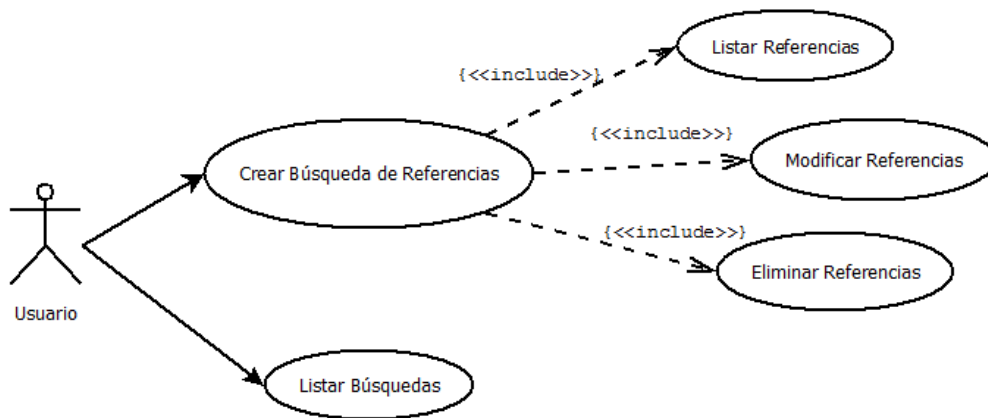 Listar Referencias
{<<include>>}
{<<include>>}
Modificar Referencias
Crear Búsqueda de Referencias
{<<include>>}
Eliminar Referencias
Usuario
Listar Búsquedas